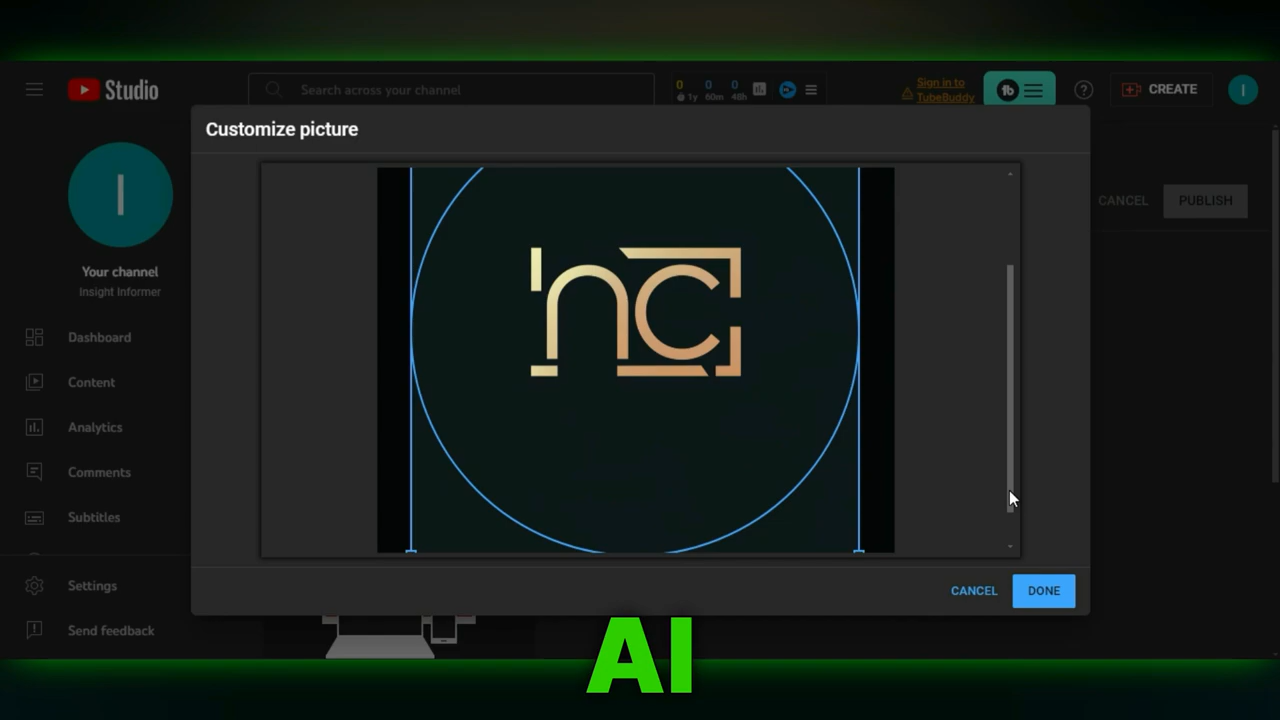 Studio
Search across your channel
0 0 0
1y 60m 48h
Sign in to
TubeBuddy
tb
?
CREATE
I
Customize picture
I
CANCEL
PUBLISH
nc
Your channel
Insight Informer
Dashboard
Content
Analytics
Comments
Subtitles
Settings
CANCEL
DONE
Send feedback
AI